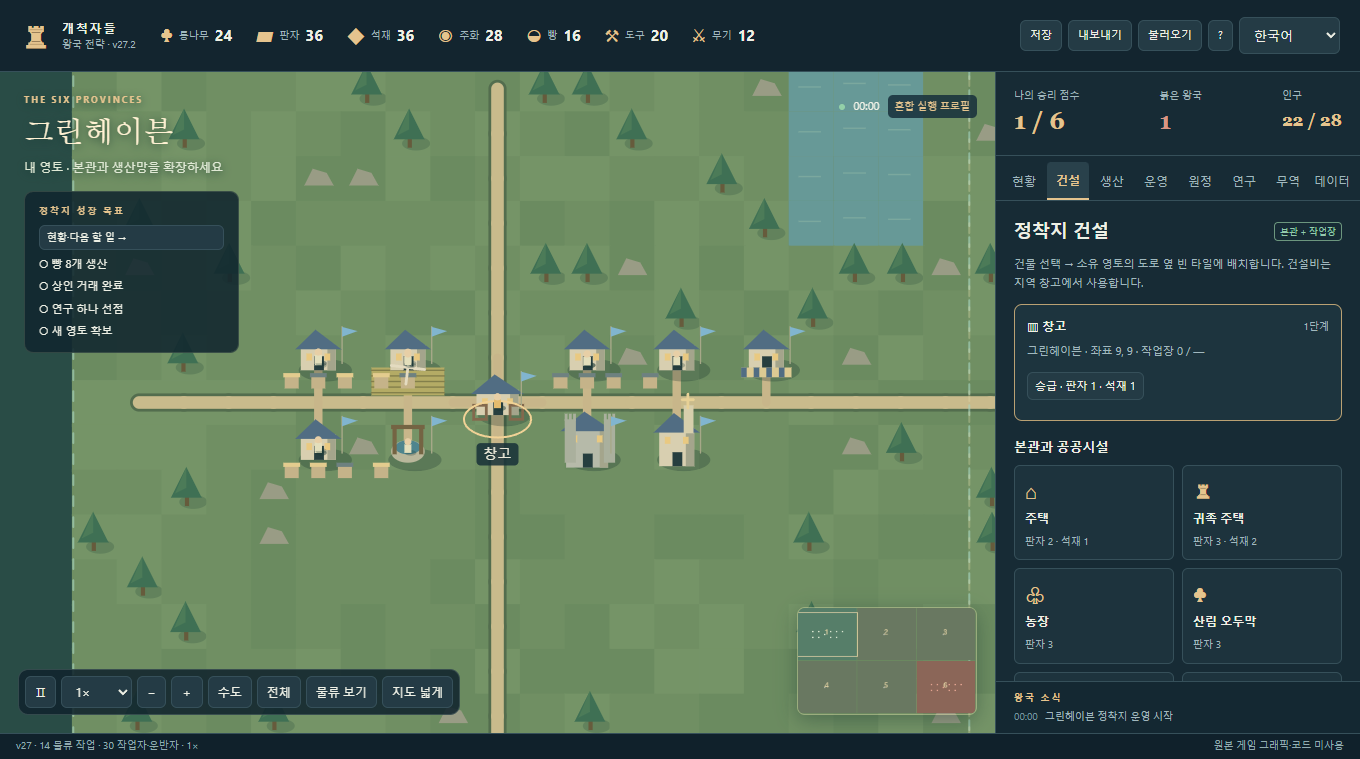 개척자들
왕국 전략 · v27.2
통나무 24
판자 36
석재 36
주화 28
빵 16
도구 20
무기 12
저장
내보내기
불러오기
?
한국어
THE SIX PROVINCES
그린헤이븐
내 영토 · 본관과 생산망을 확장하세요
00:00
혼합 실행 프로필
정착지 성장 목표
현황·다음 할 일 →
빵 8개 생산
상인 거래 완료
연구 하나 선점
새 영토 확보
창고
1
2
3
4
5
6
1×
−
+
수도
전체
물류 보기
지도 넓게
나의 승리 점수
1 / 6
붉은 왕국
1
인구
22 / 28
현황
건설
생산
운영
원정
연구
무역
데이터
정착지 건설
본관 + 작업장
건물 선택 → 소유 영토의 도로 옆 빈 타일에 배치합니다. 건설비는
지역 창고에서 사용합니다.
창고
1단계
그린헤이븐 · 좌표 9, 9 · 작업장 0 / —
승급 · 판자 1 · 석재 1
본관과 공공시설
주택
판자 2 · 석재 1
귀족 주택
판자 3 · 석재 2
농장
판자 3
산림 오두막
판자 3
왕국 소식
00:00 그린헤이븐 정착지 운영 시작
v27 · 14 물류 작업 · 30 작업자·운반자 · 1×
원본 게임 그래픽·코드 미사용